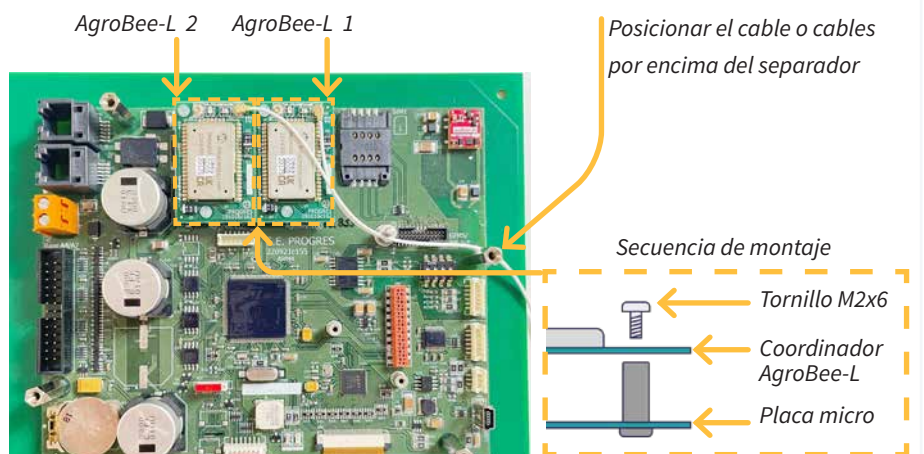 AgroBee-L 2
AgroBee-L 1
Posicionar el cable o cables
por encima del separador
E. PROGRES
Secuencia de montaje
Tornillo M2x6
Coordinador
AgroBee-L
Placa micro